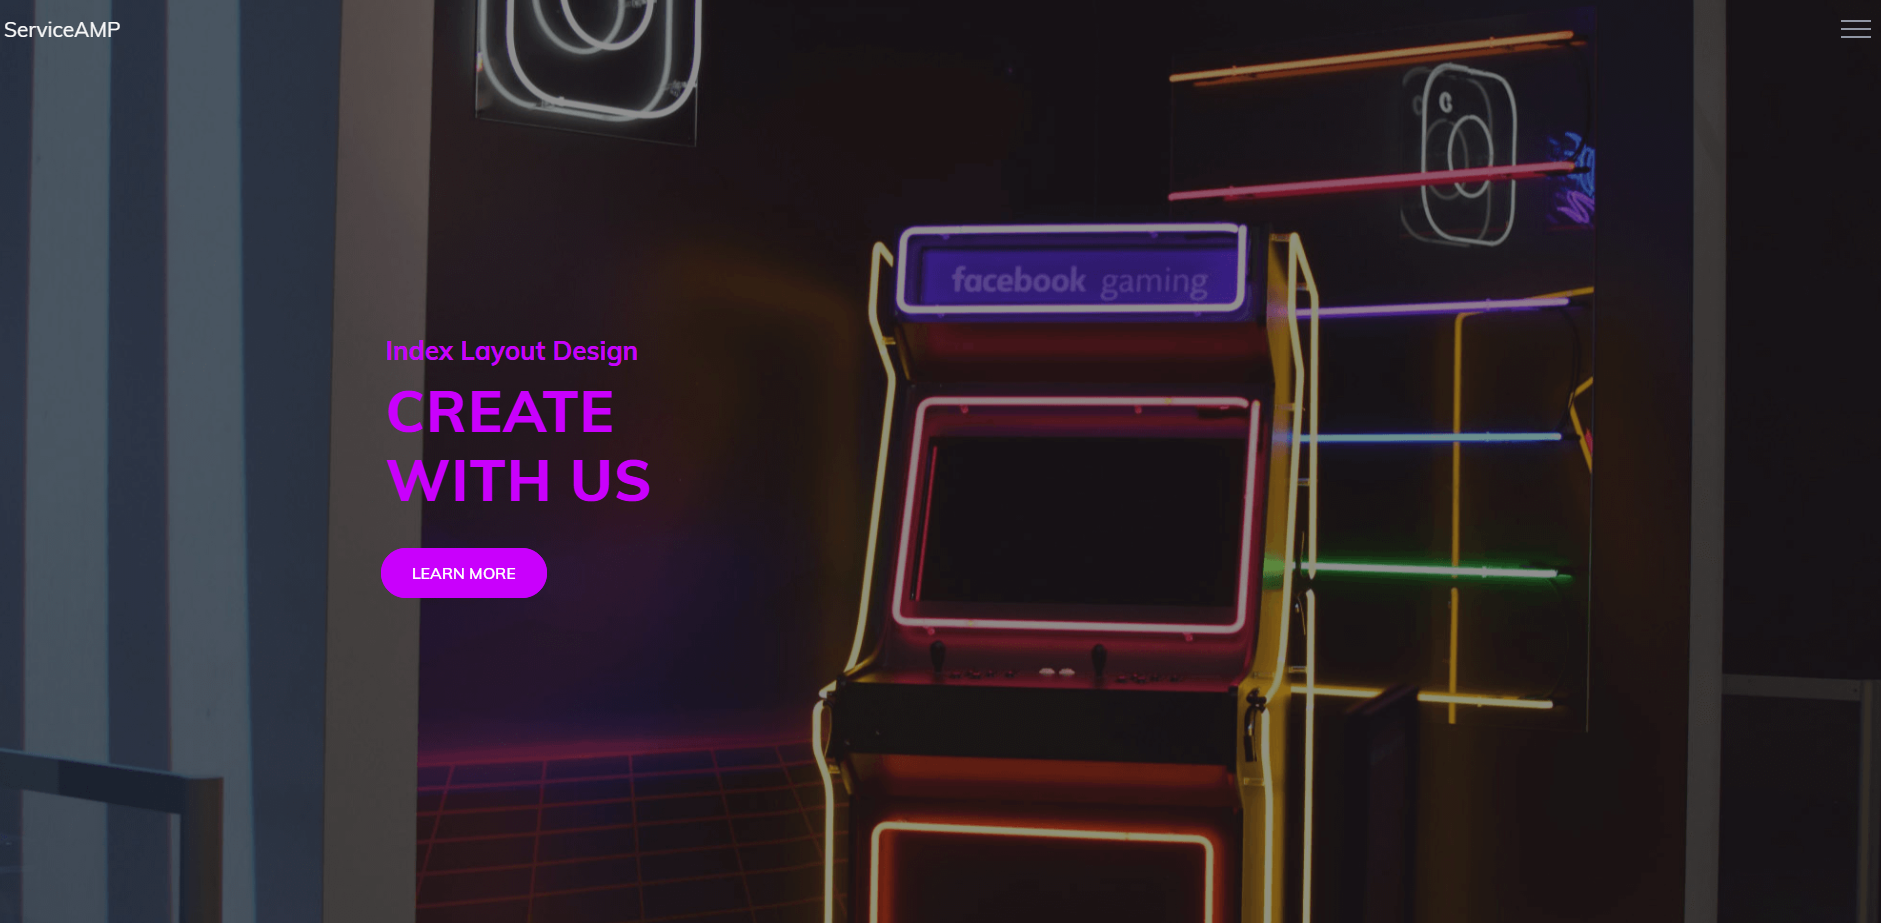 ServiceAMP
facebook gaming
Index Layout Design
CREATE
WITH US
LEARN MORE